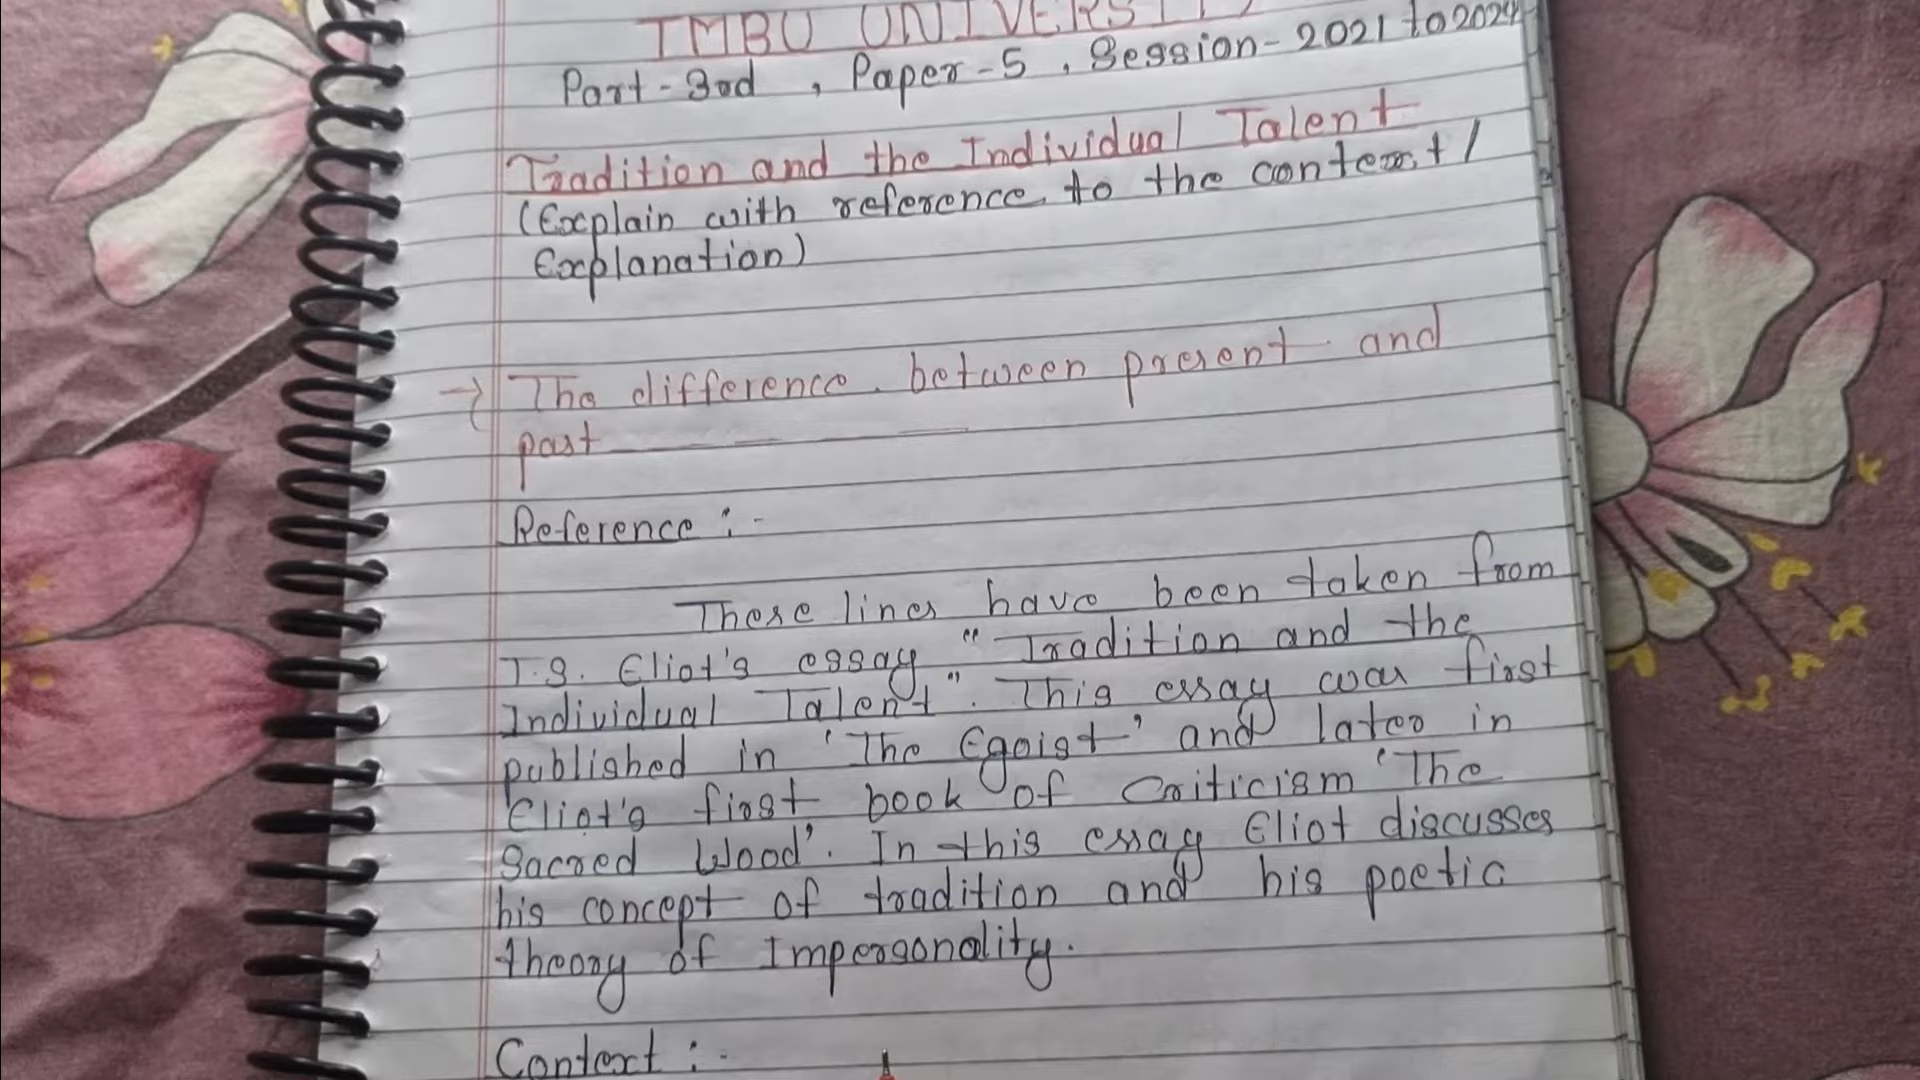 TMBU UNIVERSITY
Part-3rd , Paper-5 , Session-2021 to 2024
Tradition and the Individual Talent
(Explain with reference to the context /
Explanation)
→ The difference between present and
past
Reference :-
These lines have been taken from
T.S. Eliot's essay "Tradition and the
Individual Talent". This essay was first
published in 'The Egoist' and later in
Eliot's first book of Criticism 'The
Sacred Wood'. In this essay Eliot discusses
his concept of tradition and his poetic
theory of Impersonality.
Context :-